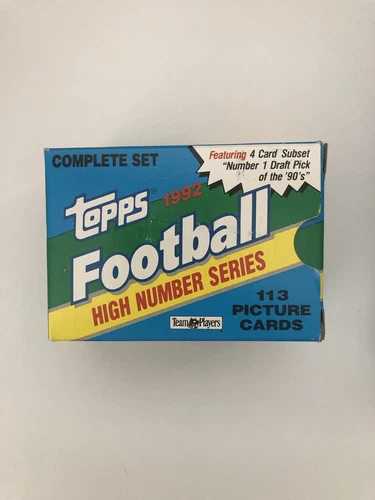 COMPLETE SET
Featuring 4 Card Subset
"Number 1 Draft Pick
of the '90's"
Topps 1992
Football
HIGH NUMBER SERIES
113
PICTURE
CARDS
Team Players